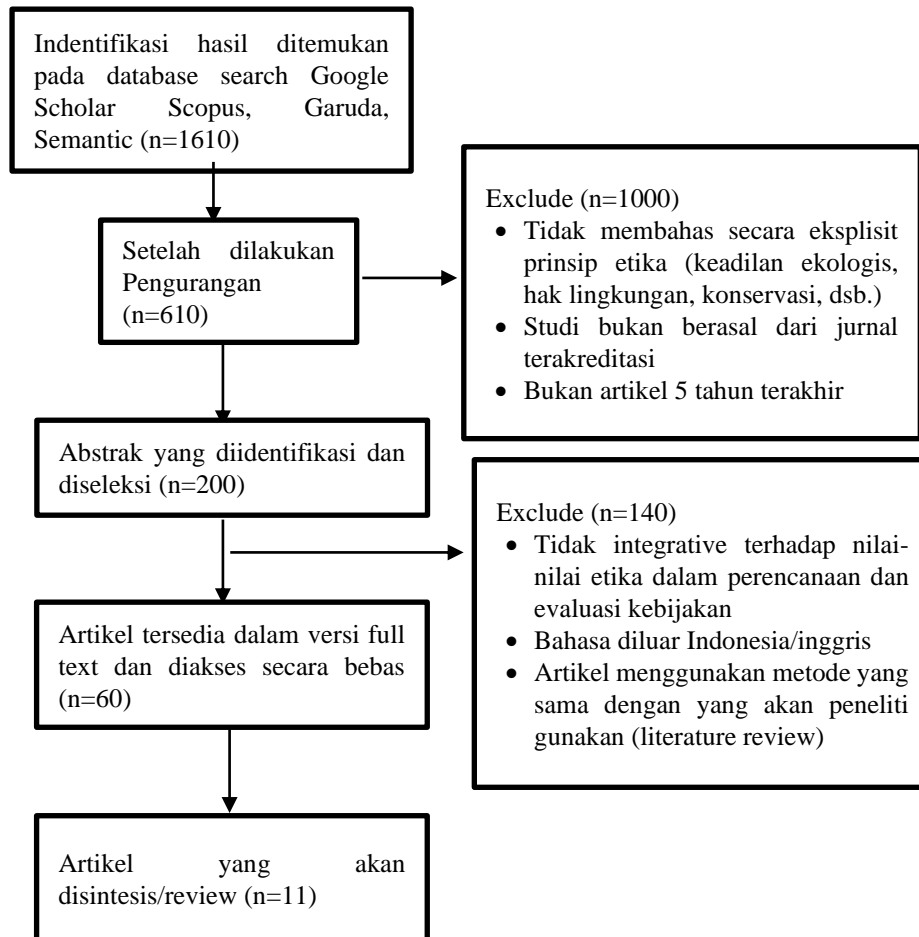 Indentifikasi hasil ditemukan
pada database search Google
Scholar Scopus, Garuda,
Semantic (n=1610)
Exclude (n=1000)
• Tidak membahas secara eksplisit
prinsip etika (keadilan ekologis,
hak lingkungan, konservasi, dsb.)
• Studi bukan berasal dari jurnal
terakreditasi
• Bukan artikel 5 tahun terakhir
Setelah dilakukan
Pengurangan
(n=610)
Abstrak yang diidentifikasi dan
diseleksi (n=200)
Exclude (n=140)
• Tidak integrative terhadap nilai-
nilai etika dalam perencanaan dan
evaluasi kebijakan
• Bahasa diluar Indonesia/inggris
• Artikel menggunakan metode yang
sama dengan yang akan peneliti
gunakan (literature review)
Artikel tersedia dalam versi full
text dan diakses secara bebas
(n=60)
Artikel yang akan
disintesis/review (n=11)